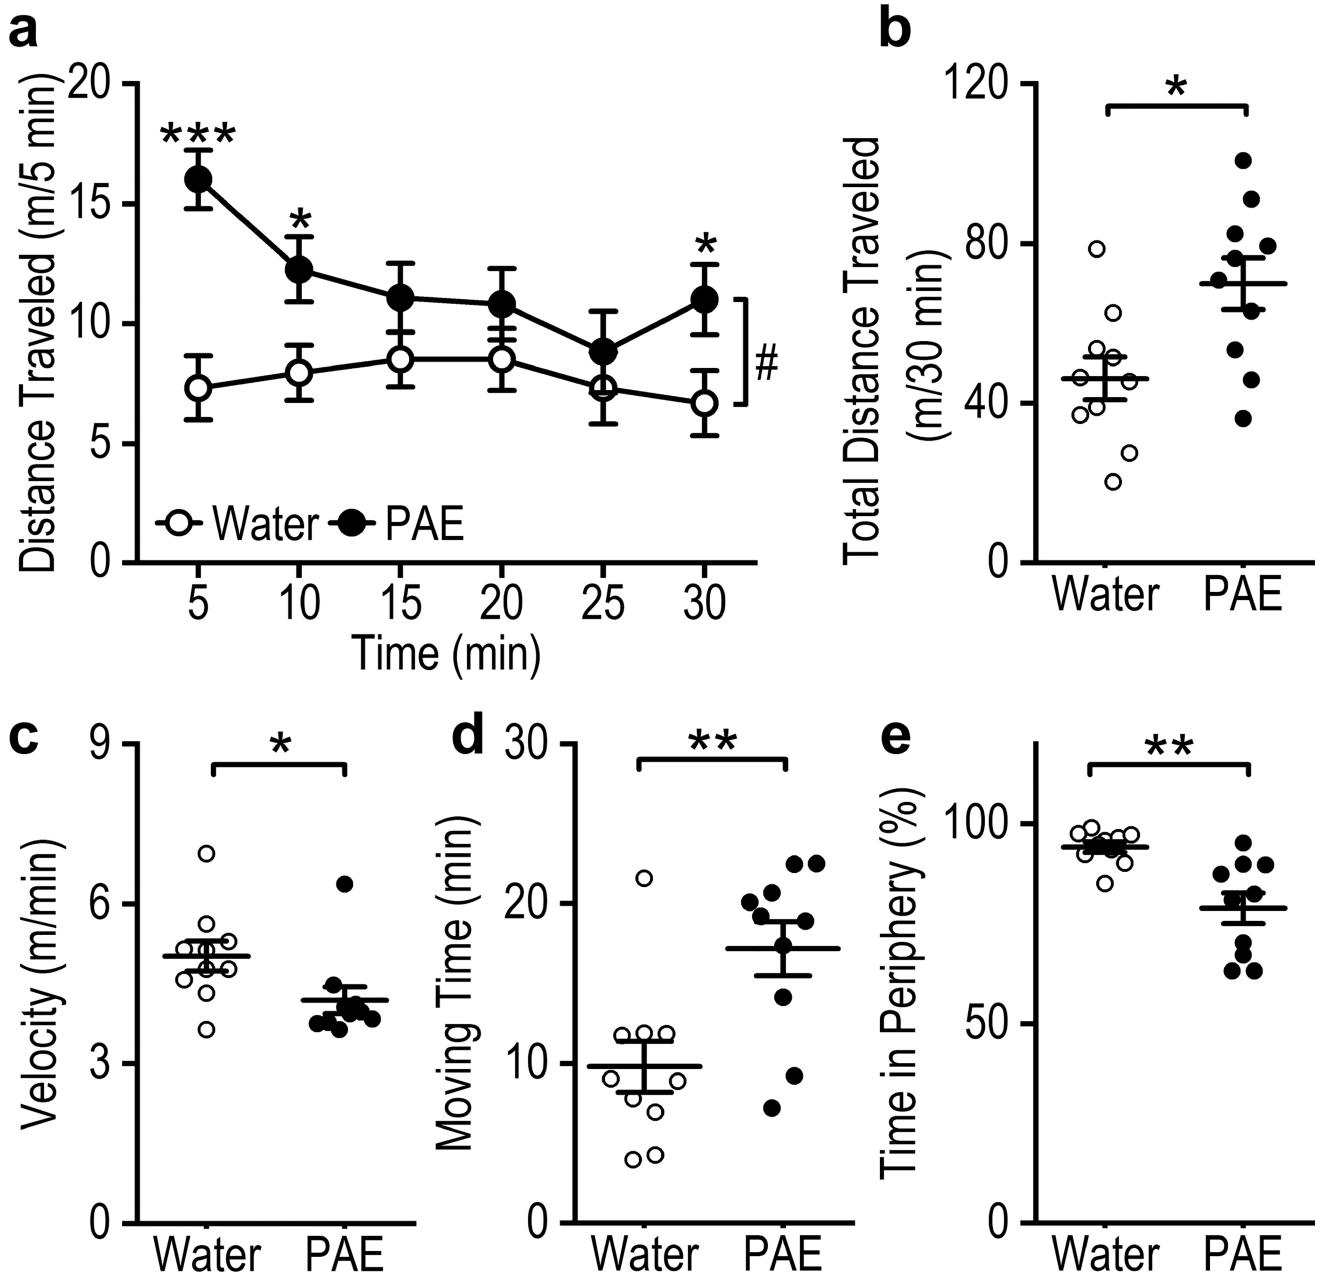 a
Distance Traveled (m/5 min)
20
15
10
5
0
***
*
*
#
Water
PAE
5
10
15
20
25
30
Time (min)
b
Total Distance Traveled
(m/30 min)
120
80
40
0
*
Water
PAE
c
Velocity (m/min)
9
6
3
0
*
Water
PAE
d
Moving Time (min)
30
20
10
0
**
Water
PAE
e
Time in Periphery (%)
100
50
0
**
Water
PAE